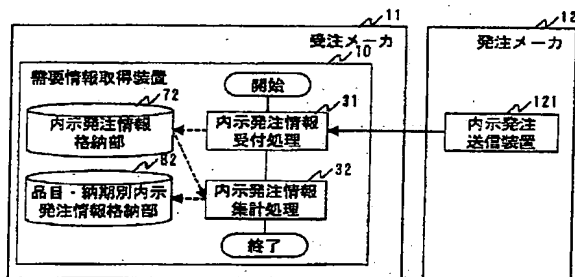 11
12
受注メーカ
発注メーカ
10
需要情報取得装置
開始
72
31
121
内示発注情報
格納部
内示発注情報
受付処理
内示発注
送信装置
82
32
品目・納期別内示
発注情報格納部
内示発注情報
集計処理
終了